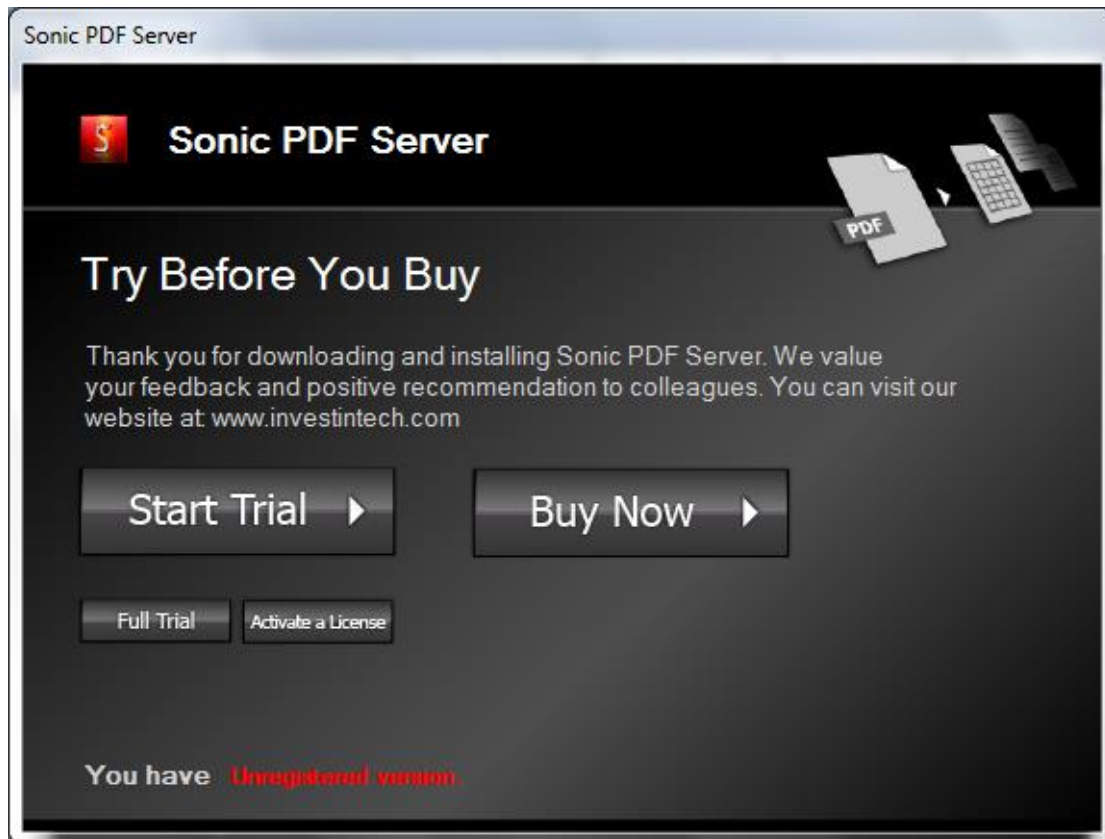 Sonic PDF Server
S
Sonic PDF Server
PDF
Try Before You Buy
Thank you for downloading and installing Sonic PDF Server. We value
your feedback and positive recommendation to colleagues. You can visit our
website at: www.investintech.com
Start Trial
Buy Now
Full Trial
Activate a License
You have Unregistered version.